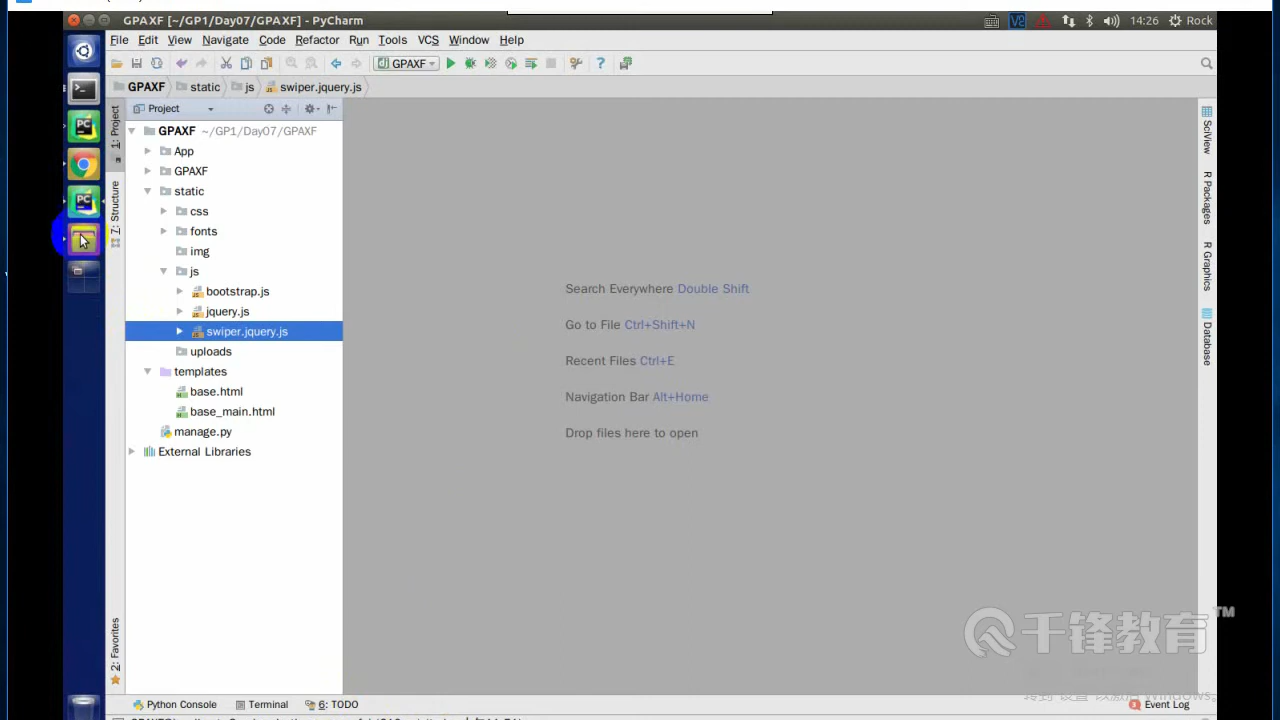 GPAXF [~/GP1/Day07/GPAXF] - PyCharm
14:26 Rock
File Edit View Navigate Code Refactor Run Tools VCS Window Help
GPAXF
GPAXF static js swiper.jquery.js
Project
1: Project
7: Structure
2: Favorites
GPAXF ~/GP1/Day07/GPAXF
App
GPAXF
static
css
fonts
img
js
bootstrap.js
jquery.js
swiper.jquery.js
uploads
templates
base.html
base_main.html
manage.py
External Libraries
Search Everywhere Double Shift
Go to File Ctrl+Shift+N
Recent Files Ctrl+E
Navigation Bar Alt+Home
Drop files here to open
SciView
R Packages
R Graphics
Database
千锋教育 TM
Python Console Terminal 6: TODO Event Log